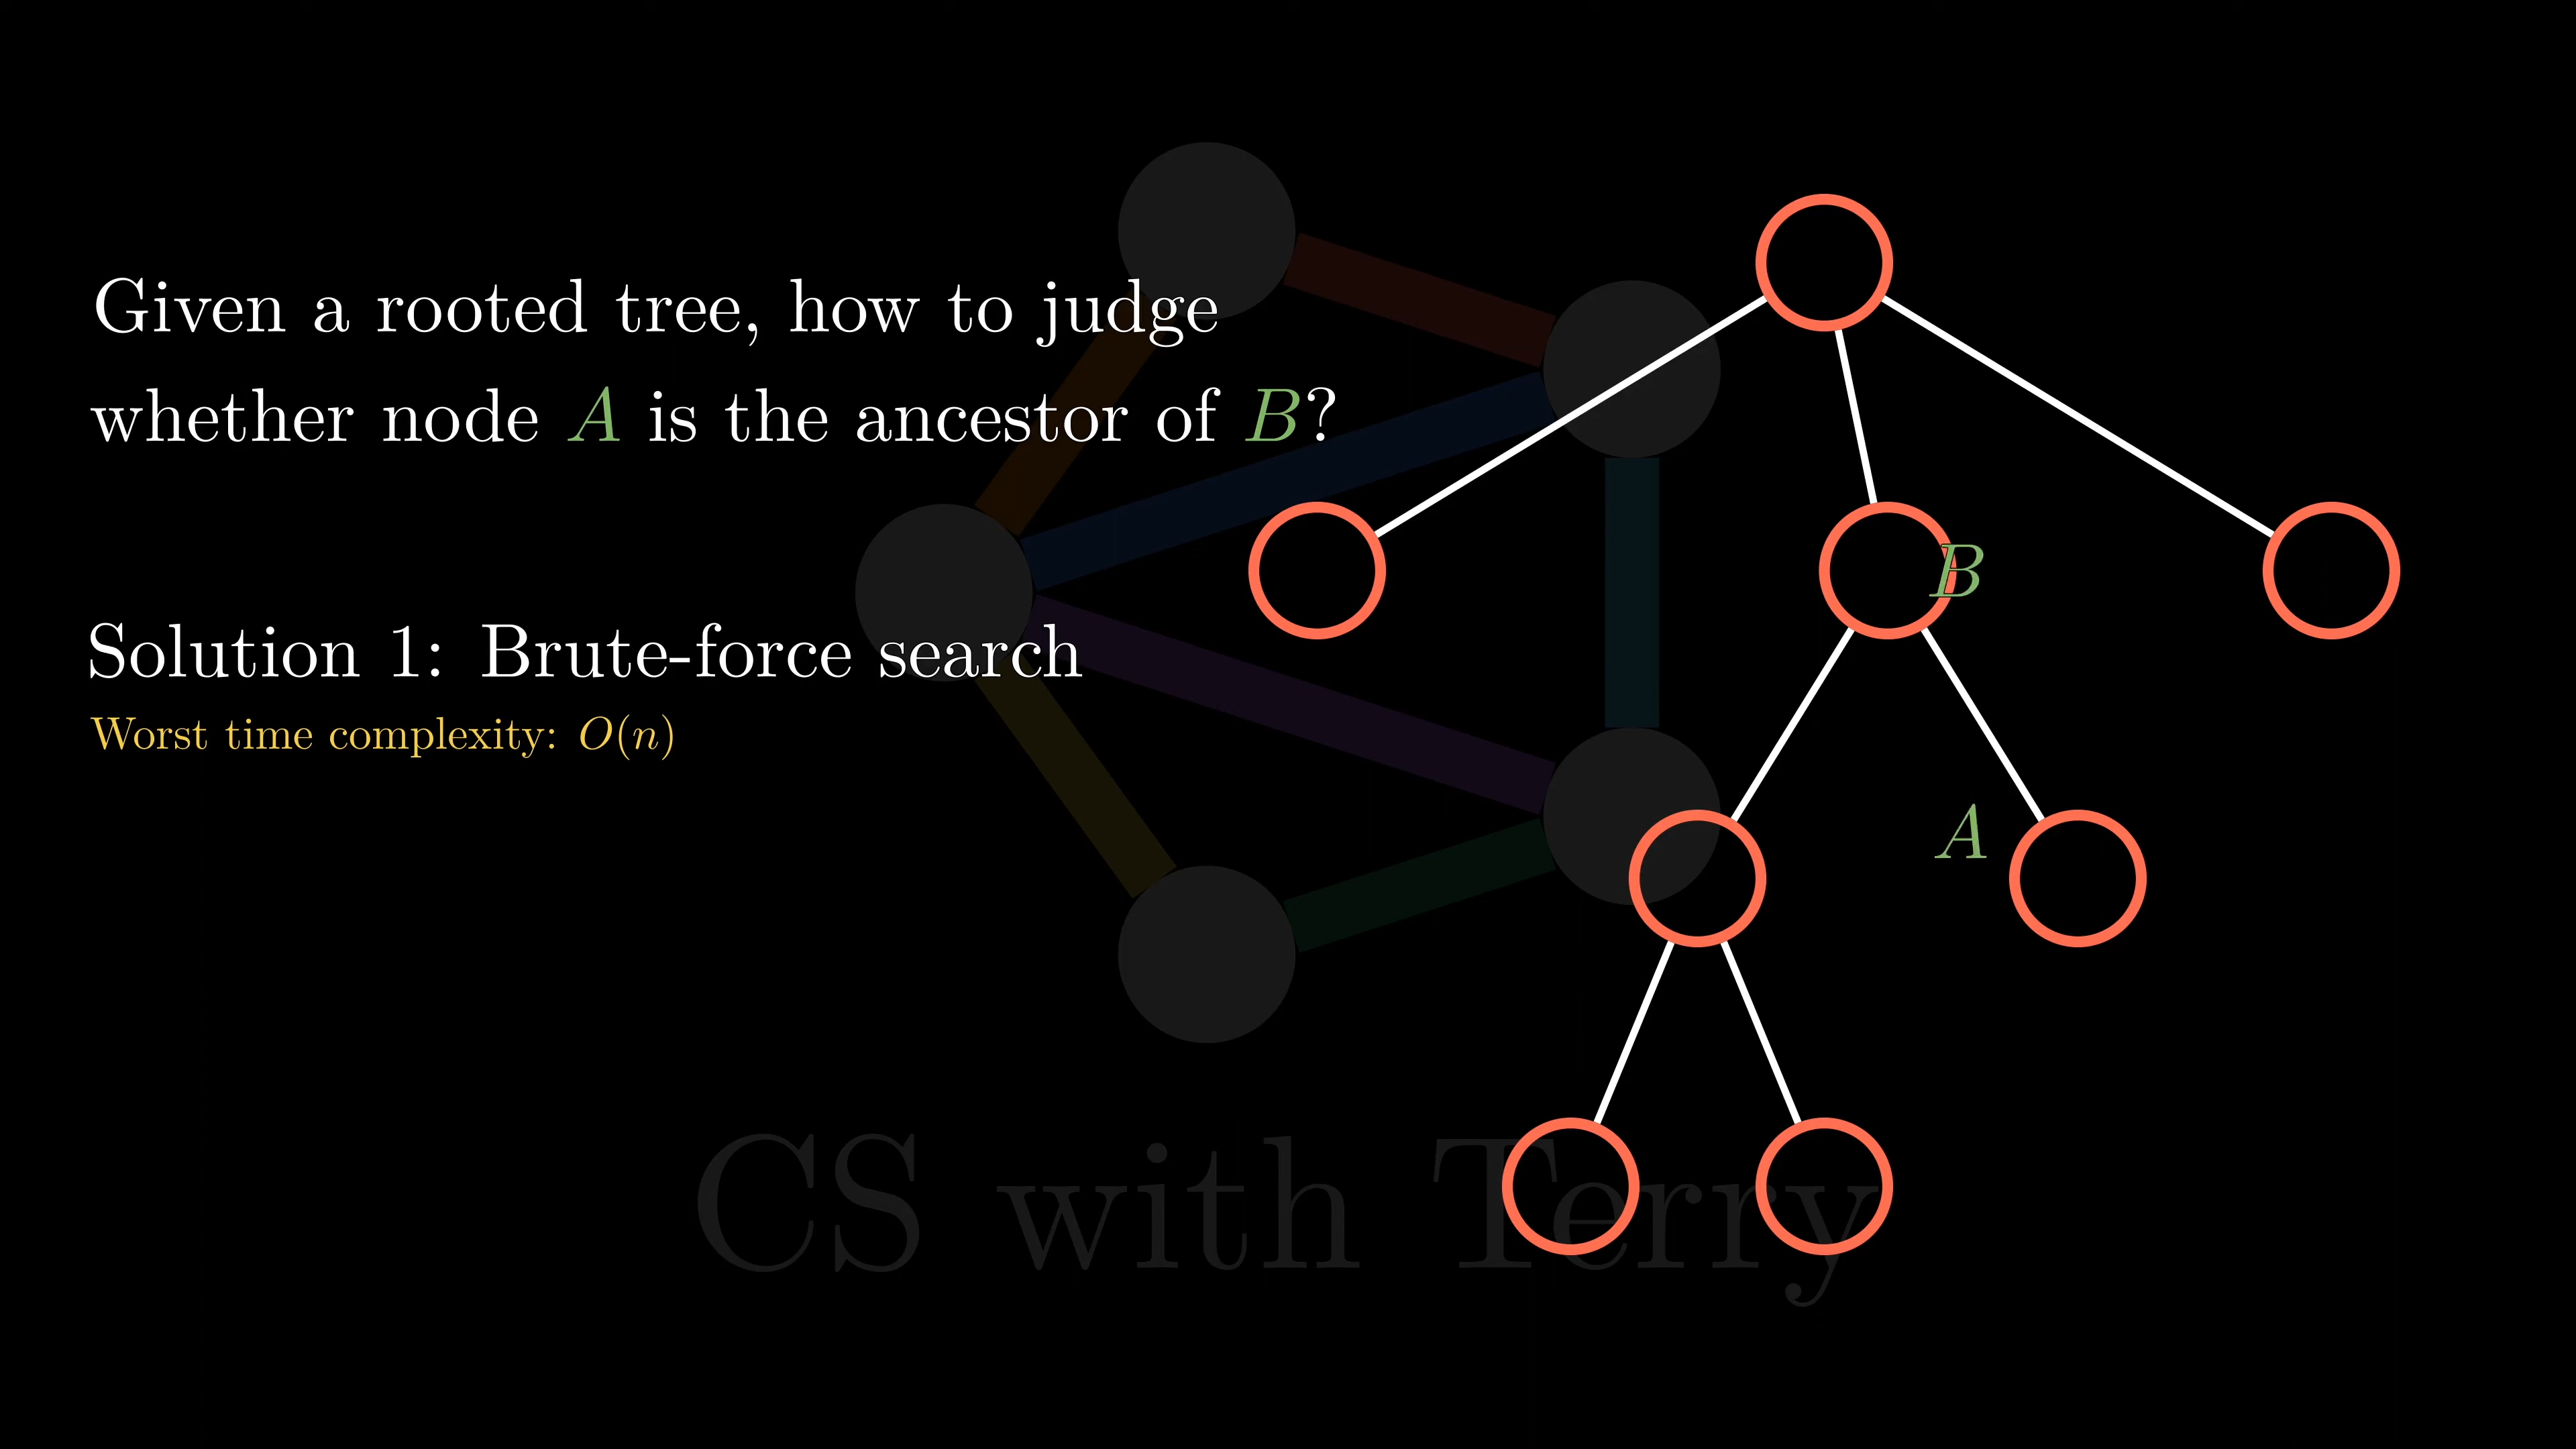 Given a rooted tree, how to judge
whether node A is the ancestor of B?
Solution 1: Brute-force search
Worst time complexity: O(n)
B
A
CS with Terry